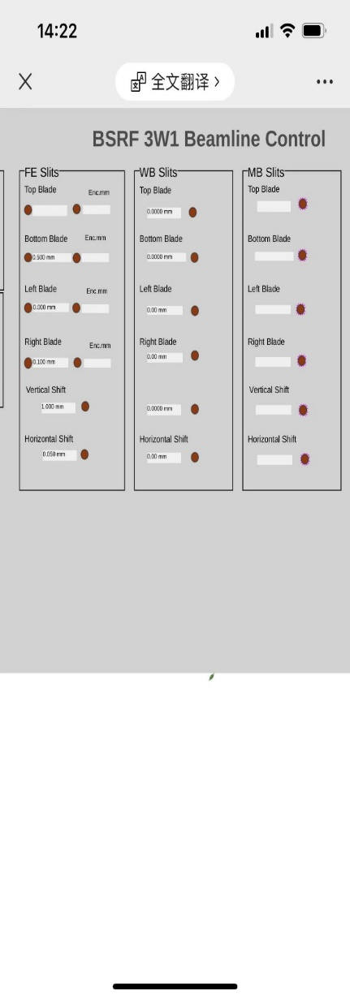 14:22
全文翻译
BSRF 3W1 Beamline Control
FE Slits
Top Blade
Enc.mm
Bottom Blade
Enc.mm
0.500 mm
Left Blade
Enc.mm
0.000 mm
Right Blade
Enc.mm
0.100 mm
Vertical Shift
1.000 mm
Horizontal Shift
0.050 mm
WB Slits
Top Blade
0.0000 mm
Bottom Blade
0.0000 mm
Left Blade
0.00 mm
Right Blade
0.00 mm
0.0000 mm
Horizontal Shift
0.00 mm
MB Slits
Top Blade
Bottom Blade
Left Blade
Right Blade
Vertical Shift
Horizontal Shift